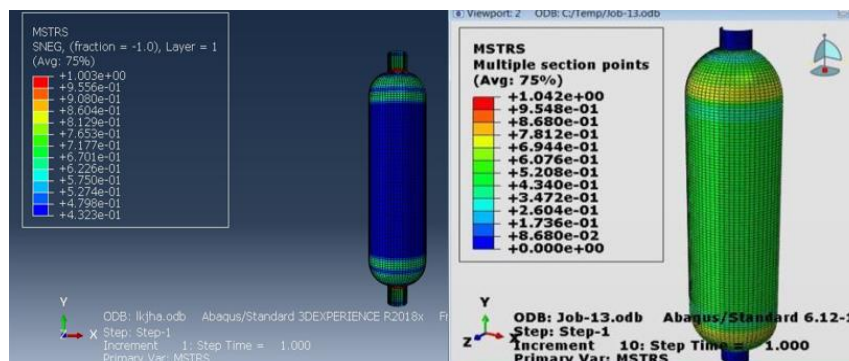 MSTRS
SNEG, (fraction = -1.0), Layer = 1
(Avg: 75%)
+1.003e+00
+9.556e-01
+9.080e-01
+8.604e-01
+8.129e-01
+7.653e-01
+7.177e-01
+6.701e-01
+6.226e-01
+5.750e-01
+5.274e-01
+4.798e-01
+4.323e-01
Y
X
ODB: lkjha.odb Abaqus/Standard 3DEXPERIENCE R2018x
Step: Step-1
Increment 1: Step Time = 1.000
Primary Var: MSTRS
Viewport: 2 ODB: C:/Temp/Job-13.odb
MSTRS
Multiple section points
(Avg: 75%)
+1.042e+00
+9.548e-01
+8.680e-01
+7.812e-01
+6.944e-01
+6.076e-01
+5.208e-01
+4.340e-01
+3.472e-01
+2.604e-01
+1.736e-01
+8.680e-02
+0.000e+00
Y
Z X
ODB: Job-13.odb Abaqus/Standard 6.12-1
Step: Step-1
Increment 10: Step Time = 1.000
Primary Var: MSTRS